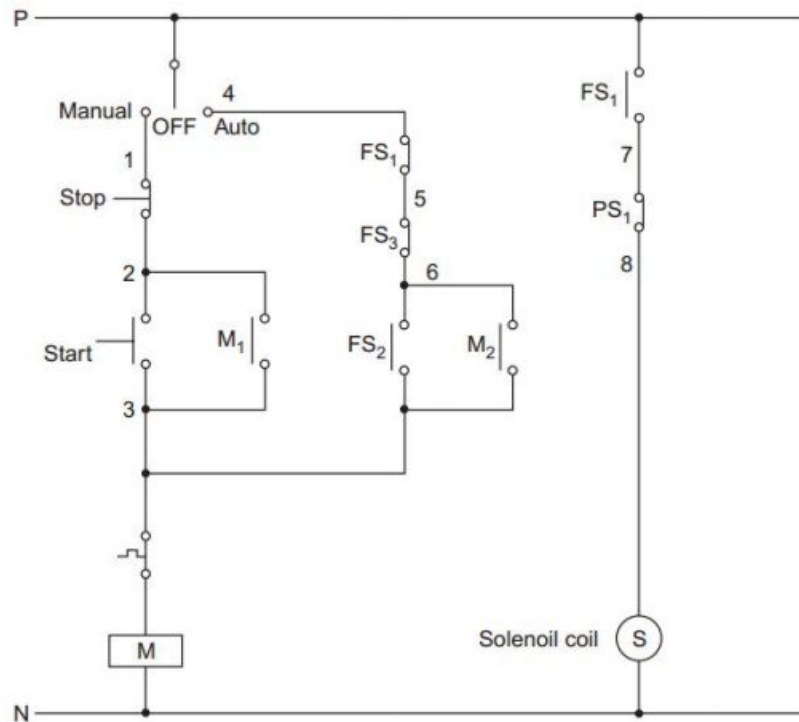 P
4
FS1
Manual
OFF Auto
1
FS1
7
Stop
5
PS1
FS3
8
2
6
M1
FS2
M2
Start
3
Solenoil coil
S
M
N